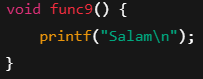 void func9() {
    printf("Salam\n");
}